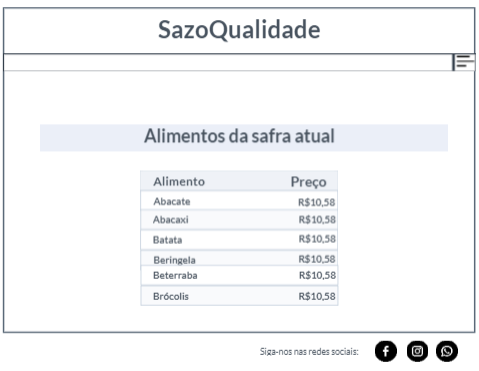 SazoQualidade
Alimentos da safra atual
Alimento Preço
Abacate R$10,58
Abacaxi R$10,58
Batata R$10,58
Beringela R$10,58
Beterraba R$10,58
Brócolis R$10,58
Siga-nos nas redes sociais: